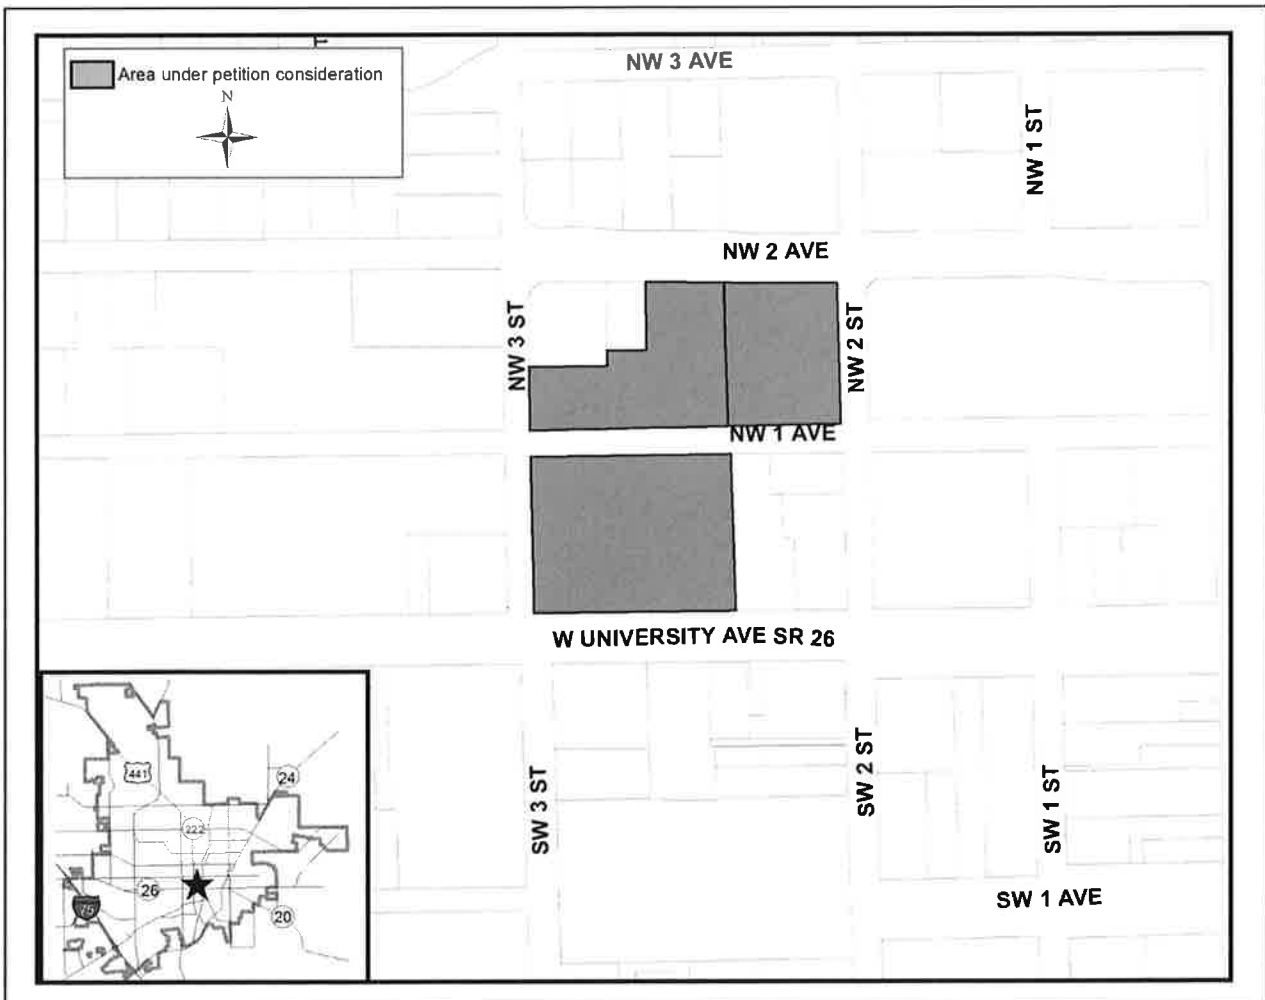 Area under petition consideration
N
NW 3 AVE
NW 1 ST
NW 2 AVE
NW 3 ST
NW 2 ST
NW 1 AVE
W UNIVERSITY AVE SR 26
SW 3 ST
SW 2 ST
SW 1 ST
SW 1 AVE
441
24
222
26
75
20